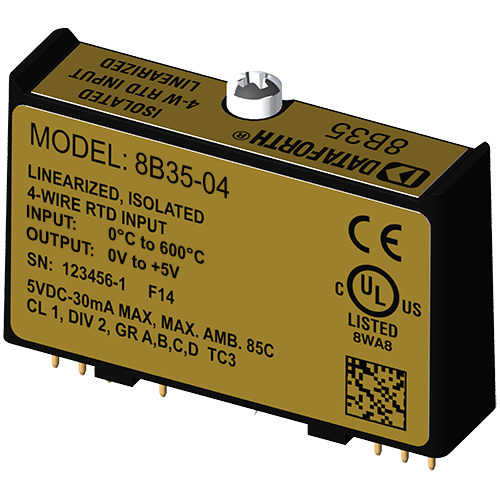 ISOLATED
4-W RTD INPUT
LINEARIZED
DATAFORTH®
8B35
MODEL: 8B35-04
LINEARIZED, ISOLATED
4-WIRE RTD INPUT
INPUT: 0°C to 600°C
OUTPUT: 0V to +5V
SN: 123456-1 F14
5VDC-30mA MAX, MAX. AMB. 85C
CL 1, DIV 2, GR A,B,C,D TC3
CE
C UL US
LISTED
8WA8